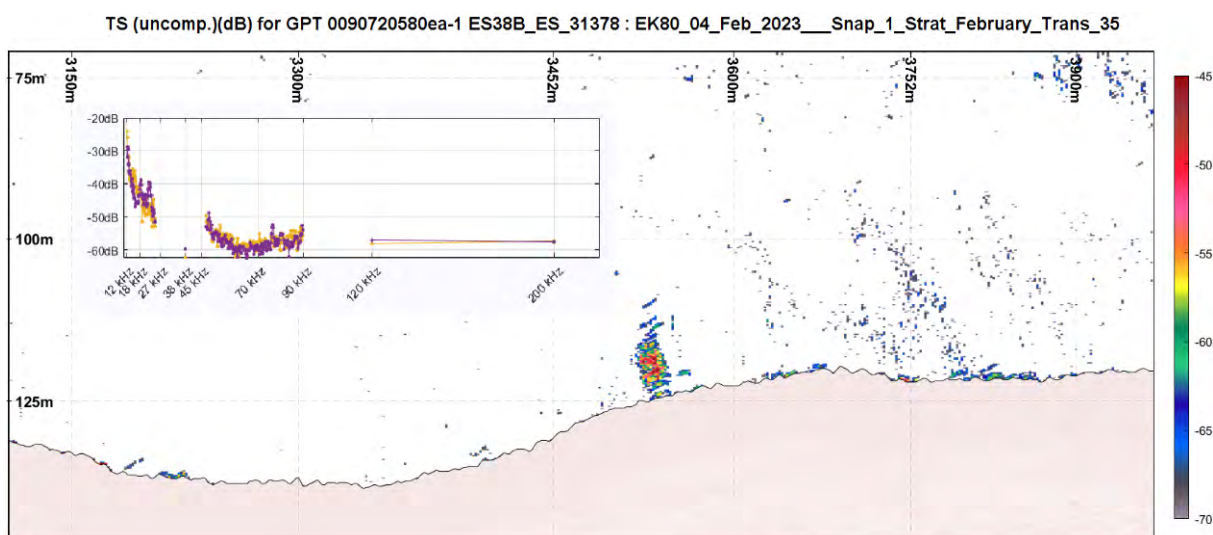 TS (uncomp.)(dB) for GPT 0090720580ea-1 ES38B_ES_31378 : EK80_04_Feb_2023___Snap_1_Strat_February_Trans_35
3150m
3300m
3452m
3600m
3752m
3900m
75m
100m
125m
-20dB
-30dB
-40dB
-50dB
-60dB
12 kHz
18 kHz
27 kHz
38 kHz
45 kHz
70 kHz
90 kHz
120 kHz
200 kHz
-45
-50
-55
-60
-65
-70